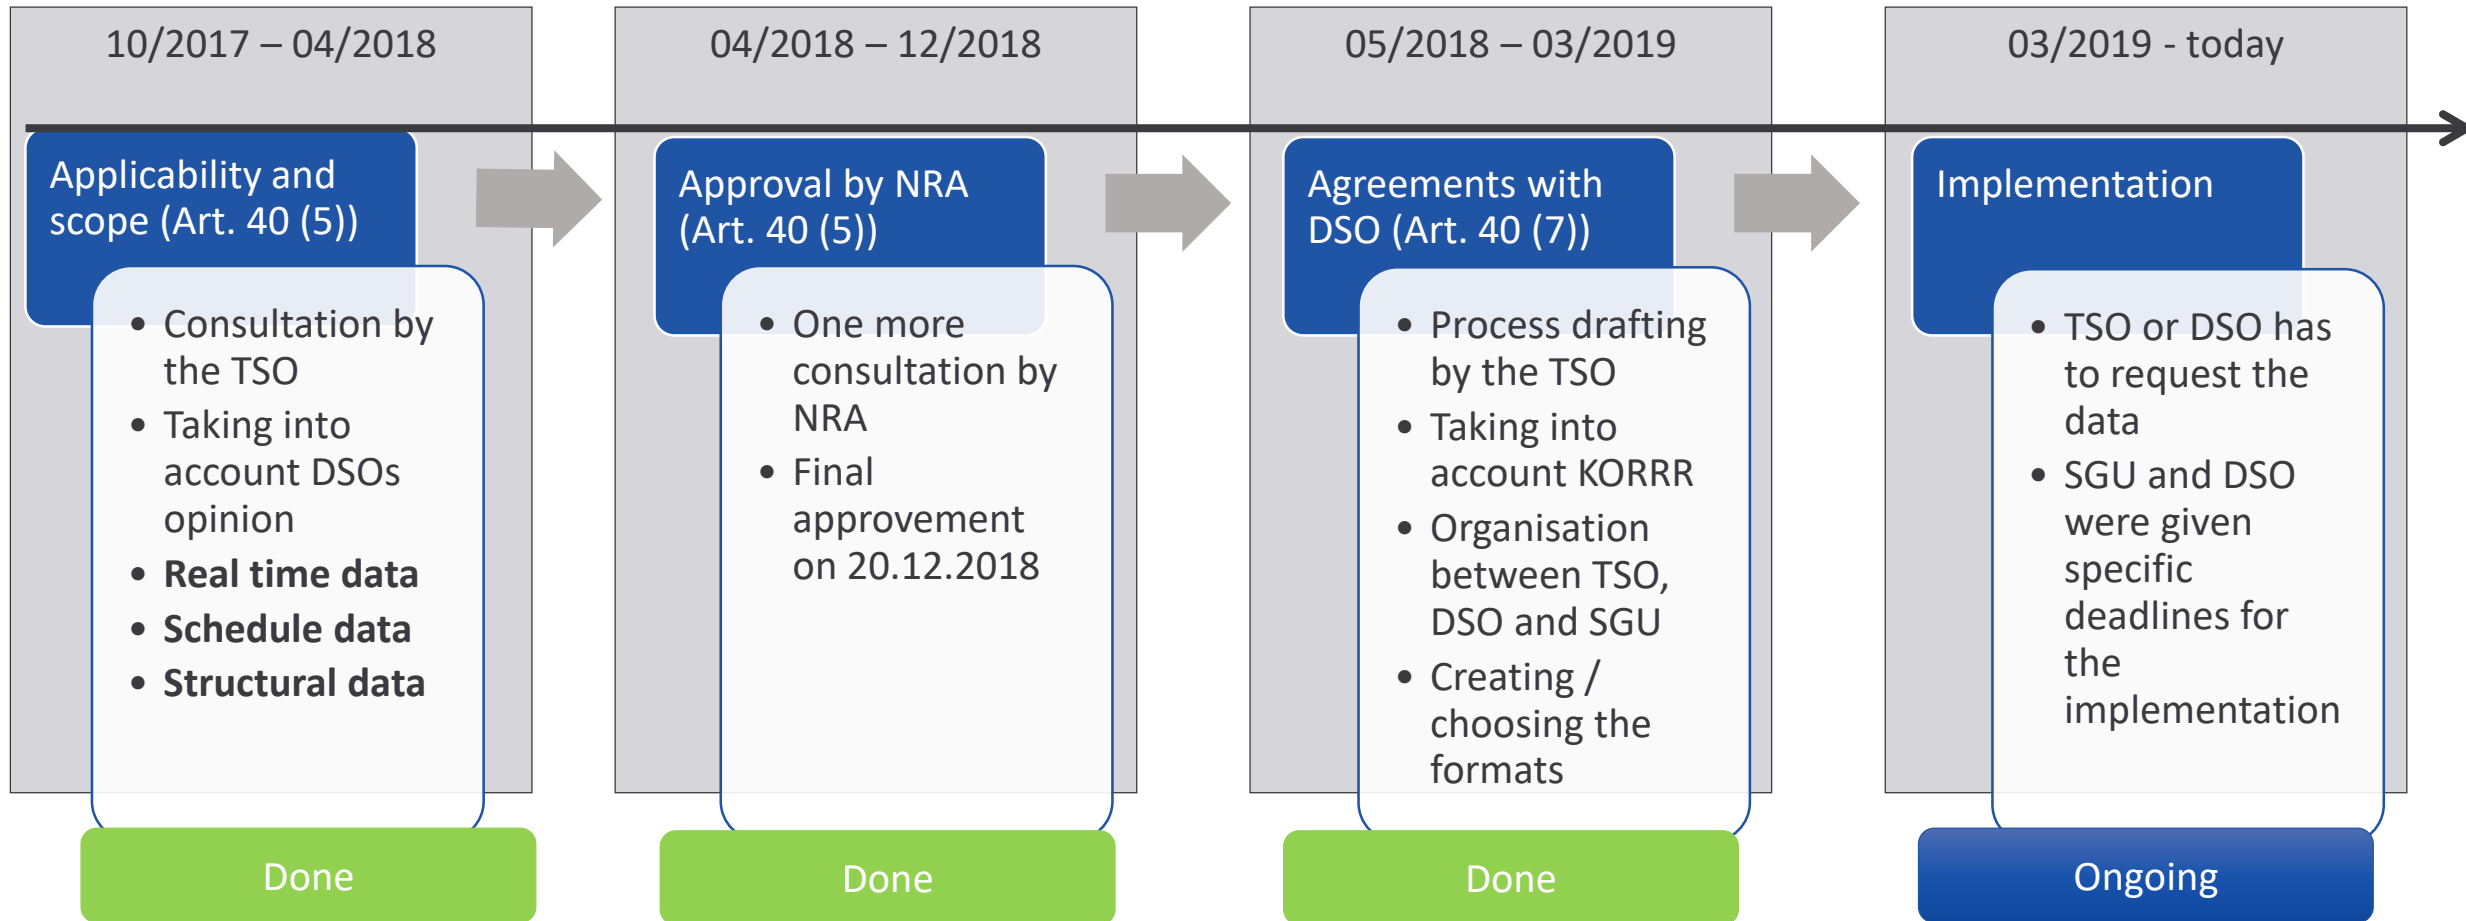 10/2017 – 04/2018
Applicability and
scope (Art. 40 (5))
• Consultation by
the TSO
• Taking into
account DSOs
opinion
• Real time data
• Schedule data
• Structural data
Done
04/2018 – 12/2018
Approval by NRA
(Art. 40 (5))
• One more
consultation by
NRA
• Final
approvement
on 20.12.2018
Done
05/2018 – 03/2019
Agreements with
DSO (Art. 40 (7))
• Process drafting
by the TSO
• Taking into
account KORRR
• Organisation
between TSO,
DSO and SGU
• Creating /
choosing the
formats
Done
03/2019 - today
Implementation
• TSO or DSO has
to request the
data
• SGU and DSO
were given
specific
deadlines for
the
implementation
Ongoing